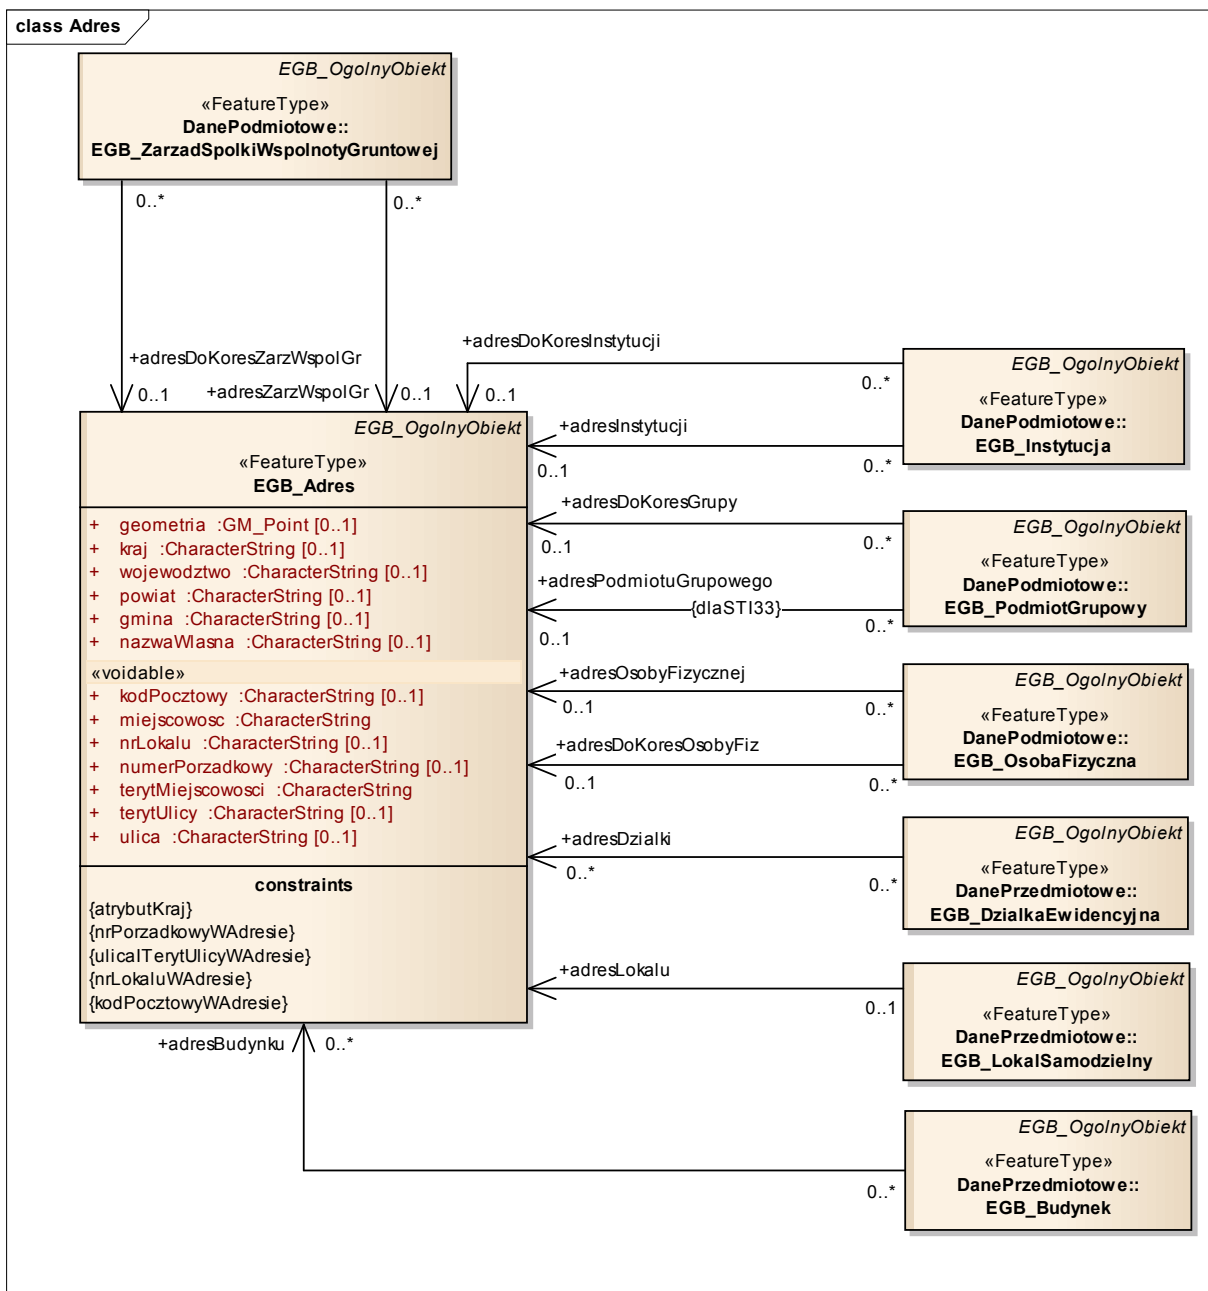 class Adres
EGB_OgolnyObiekt
«FeatureType»
DanePodmiotowe::
EGB_ZarzadSpolkiWspolnotyGruntowej
0..*
0..*
+adresDoKoresZarzWspolGr
0..1
+adresZarzWspolGr
0..1
+adresDoKoresInstytucji
0..1
0..*
+adresInstytucji
0..1
0..*
EGB_OgolnyObiekt
«FeatureType»
DanePodmiotowe::
EGB_Instytucja
EGB_OgolnyObiekt
«FeatureType»
EGB_Adres
+ geometria :GM_Point [0..1]
+ kraj :CharacterString [0..1]
+ wojewodztwo :CharacterString [0..1]
+ powiat :CharacterString [0..1]
+ gmina :CharacterString [0..1]
+ nazwaWlasna :CharacterString [0..1]
«voidable»
+ kodPocztowy :CharacterString [0..1]
+ miejscowosc :CharacterString
+ nrLokalu :CharacterString [0..1]
+ numerPorzadkowy :CharacterString [0..1]
+ terytMiejscowosci :CharacterString
+ terytUlicy :CharacterString [0..1]
+ ulica :CharacterString [0..1]
constraints
{atrybutKraj}
{nrPorzadkowyWAdresie}
{ulicaITerytUlicyWAdresie}
{nrLokaluWAdresie}
{kodPocztowyWAdresie}
+adresDoKoresGrupy
0..1
0..*
+adresPodmiotuGrupowego
{dlaSTI33}
0..1
0..*
EGB_OgolnyObiekt
«FeatureType»
DanePodmiotowe::
EGB_PodmiotGrupowy
+adresOsobyFizycznej
0..1
0..*
+adresDoKoresOsobyFiz
0..1
0..*
EGB_OgolnyObiekt
«FeatureType»
DanePodmiotowe::
EGB_OsobaFizyczna
+adresDzialki
0..*
0..*
EGB_OgolnyObiekt
«FeatureType»
DanePrzedmiotowe::
EGB_DzialkaEwidencyjna
+adresLokalu
0..1
EGB_OgolnyObiekt
«FeatureType»
DanePrzedmiotowe::
EGB_LokalSamodzielny
+adresBudynku
0..*
0..*
EGB_OgolnyObiekt
«FeatureType»
DanePrzedmiotowe::
EGB_Budynek